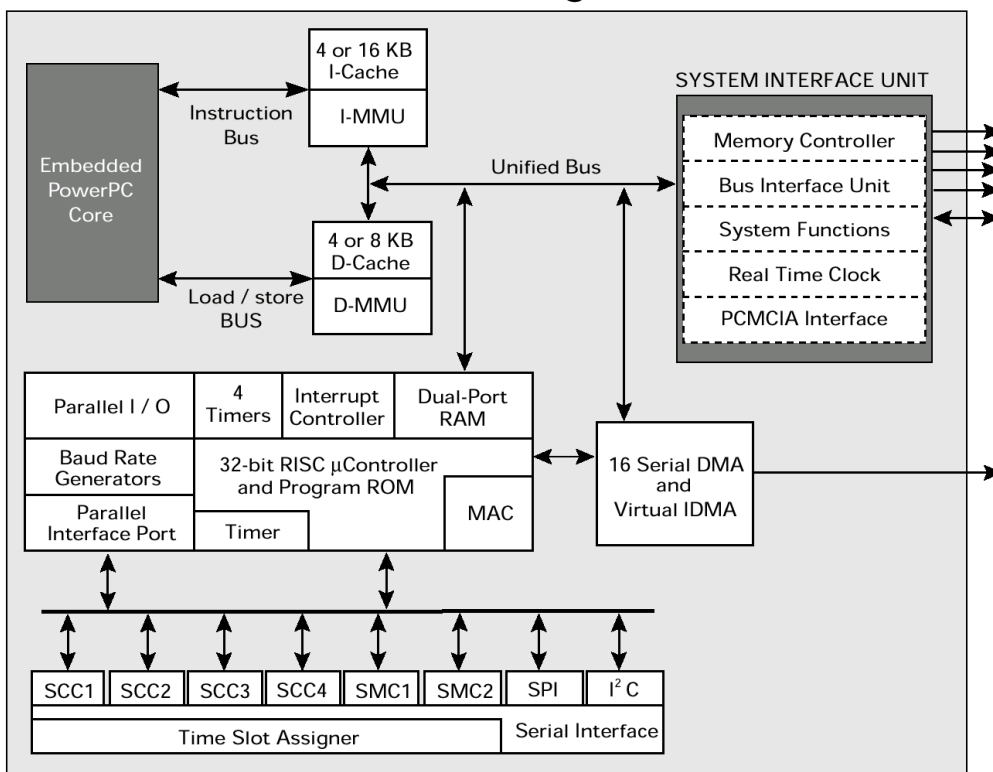 4 or 16 KB
I-Cache
I-MMU
Instruction
Bus
Embedded
PowerPC
Core
Unified Bus
4 or 8 KB
D-Cache
D-MMU
Load / store
BUS
SYSTEM INTERFACE UNIT
Memory Controller
Bus Interface Unit
System Functions
Real Time Clock
PCMCIA Interface
Parallel I / O
4
Timers
Interrupt
Controller
Dual-Port
RAM
Baud Rate
Generators
32-bit RISC µController
and Program ROM
Parallel
Interface Port
Timer
MAC
16 Serial DMA
and
Virtual IDMA
SCC1
SCC2
SCC3
SCC4
SMC1
SMC2
SPI
I² C
Time Slot Assigner
Serial Interface